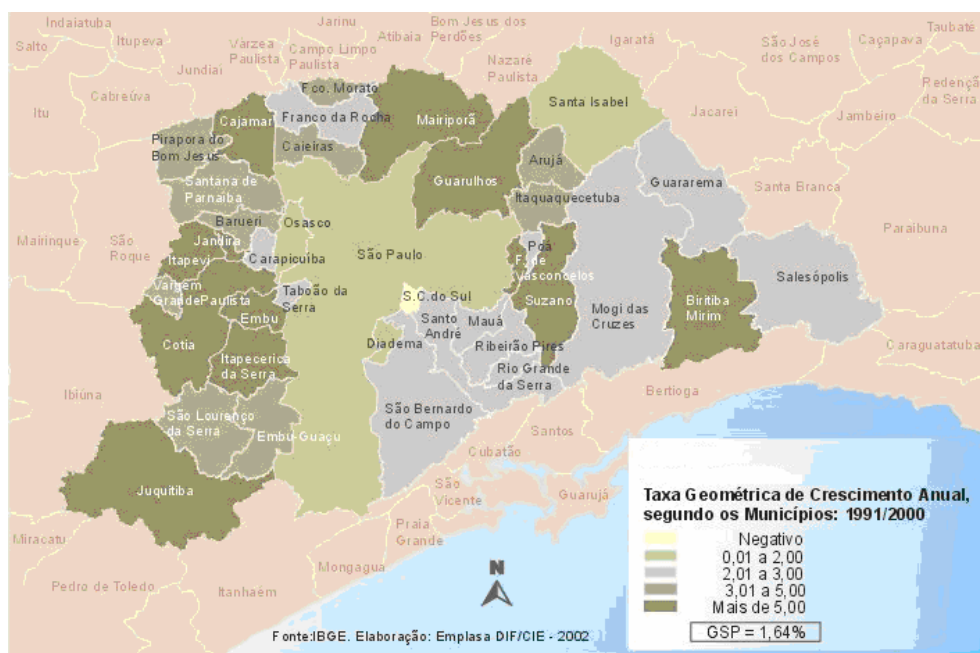 Indaiatuba
Jarinu
Bom Jesus dos
Perdões
Taubaté
Salto
Itupeva
Várzea
Paulista
Campo Limpo
Paulista
Atibaia
Igaratá
São José
dos Campos
Caçapava
Jundiaí
Nazaré
Paulista
Redenção
da Serra
Itu
Cabreúva
Fco. Morato
Santa Isabel
Jacareí
Jambeiro
Cajamar
Franco da Rocha
Mairiporã
Pirapora do
Bom Jesus
Caieiras
Arujá
Guarulhos
Guararema
Santa Branca
Santana de
Parnaíba
Itaquaquecetuba
Barueri
Osasco
Paraibuna
Mairinque
São
Roque
Jandira
Itapevi
Carapicuíba
São Paulo
Poá
F. de
Vasconcelos
Salesópolis
Vargem
GrandePaulista
Taboão da
Serra
S.C.do Sul
Suzano
Biritiba
Mirim
Embu
Santo
André
Mauá
Mogi das
Cruzes
Cotia
Diadema
Ribeirão Pires
Caraguatatuba
Itapecerica
da Serra
Rio Grande
da Serra
Ibiúna
Bertioga
São Lourenço
da Serra
Embu-Guaçu
São Bernardo
do Campo
Santos
Cubatão
Juquitiba
São
Vicente
Guarujá
Miracatu
Praia
Grande
Mongagua
Pedro de Toledo
Itanhaém
N
Taxa Geométrica de Crescimento Anual,
segundo os Municípios: 1991/2000
Negativo
0,01 a 2,00
2,01 a 3,00
3,01 a 5,00
Mais de 5,00
GSP = 1,64%
Fonte:IBGE. Elaboração: Emplasa DIF/CIE - 2002